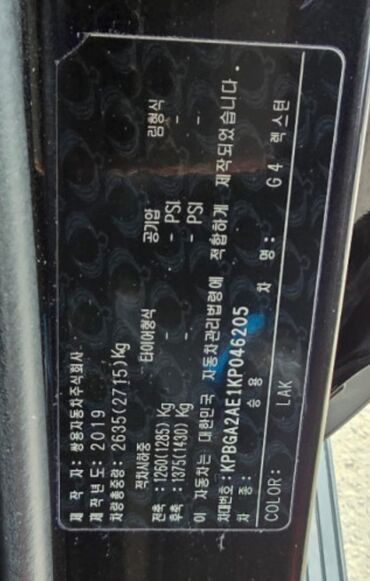 제 작 자: 쌍용자동차주식회사
제작년도: 2019
차량총중량: 2635(2715)Kg
적차시하중 타이어형식 공기압 림형식
전축: 1260(1285) Kg - - PSI -
후축: 1375(1430) Kg - - PSI -
이 자동차는 대한민국 자동차관리법령에 적합하게 제작되었습니다.
차대번호: KPBGA2AE1KP046205
차 종: 승 용 차 명: G4 렉스턴
COLOR: LAK